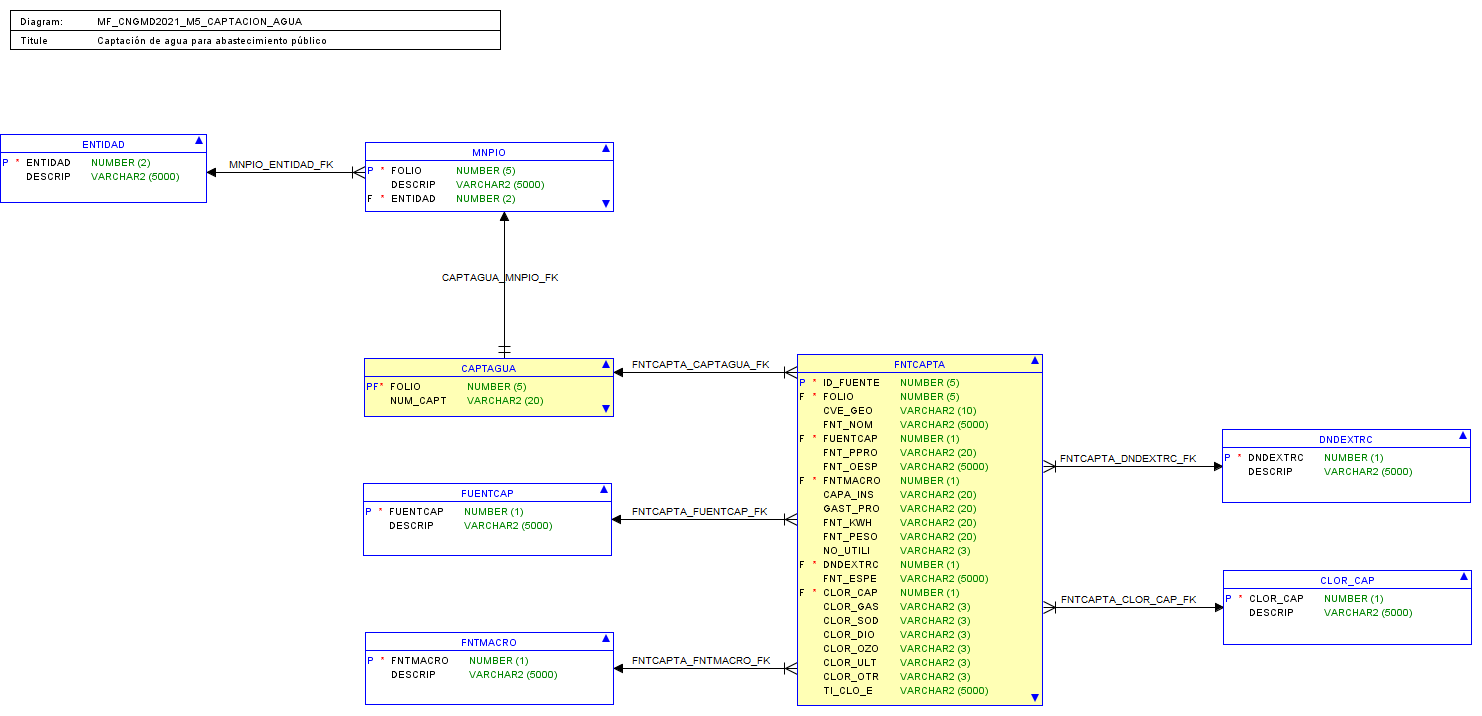 Diagram: MF_CNGMD2021_M5_CAPTACION_AGUA
Titule Captación de agua para abastecimiento público
ENTIDAD
P * ENTIDAD NUMBER (2)
DESCRIP VARCHAR2 (5000)
MNPIO_ENTIDAD_FK
MNPIO
P * FOLIO NUMBER (5)
DESCRIP VARCHAR2 (5000)
F * ENTIDAD NUMBER (2)
CAPTAGUA_MNPIO_FK
CAPTAGUA
PF* FOLIO NUMBER (5)
NUM_CAPT VARCHAR2 (20)
FNTCAPTA_CAPTAGUA_FK
FUENTCAP
P * FUENTCAP NUMBER (1)
DESCRIP VARCHAR2 (5000)
FNTCAPTA_FUENTCAP_FK
FNTMACRO
P * FNTMACRO NUMBER (1)
DESCRIP VARCHAR2 (5000)
FNTCAPTA_FNTMACRO_FK
FNTCAPTA
P * ID_FUENTE NUMBER (5)
F * FOLIO NUMBER (5)
CVE_GEO VARCHAR2 (10)
FNT_NOM VARCHAR2 (5000)
F * FUENTCAP NUMBER (1)
FNT_PPRO VARCHAR2 (20)
FNT_OESP VARCHAR2 (5000)
F * FNTMACRO NUMBER (1)
CAPA_INS VARCHAR2 (20)
GAST_PRO VARCHAR2 (20)
FNT_KWH VARCHAR2 (20)
FNT_PESO VARCHAR2 (20)
NO_UTILI VARCHAR2 (3)
F * DNDEXTRC NUMBER (1)
FNT_ESPE VARCHAR2 (5000)
F * CLOR_CAP NUMBER (1)
CLOR_GAS VARCHAR2 (3)
CLOR_SOD VARCHAR2 (3)
CLOR_DIO VARCHAR2 (3)
CLOR_OZO VARCHAR2 (3)
CLOR_ULT VARCHAR2 (3)
CLOR_OTR VARCHAR2 (3)
TI_CLO_E VARCHAR2 (5000)
FNTCAPTA_DNDEXTRC_FK
DNDEXTRC
P * DNDEXTRC NUMBER (1)
DESCRIP VARCHAR2 (5000)
FNTCAPTA_CLOR_CAP_FK
CLOR_CAP
P * CLOR_CAP NUMBER (1)
DESCRIP VARCHAR2 (5000)